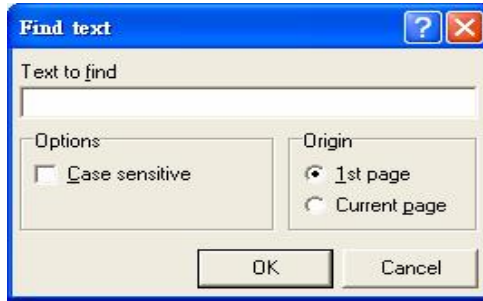 Find text
Text to find
Options
Case sensitive
Origin
1st page
Current page
OK
Cancel